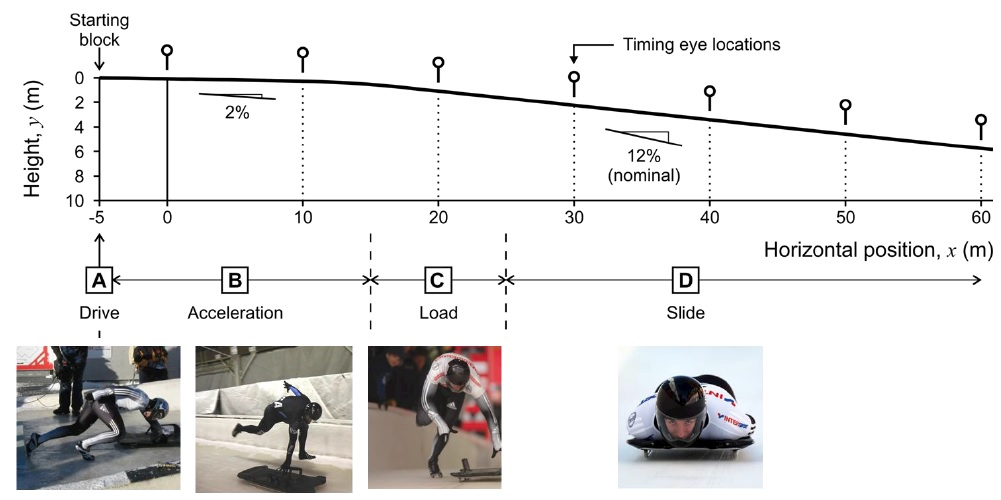 Starting
block
Timing eye locations
Height, y (m)
0
2
4
6
8
10
2%
12%
(nominal)
-5
0
10
20
30
40
50
60
Horizontal position, x (m)
A
B
C
D
Drive
Acceleration
Load
Slide